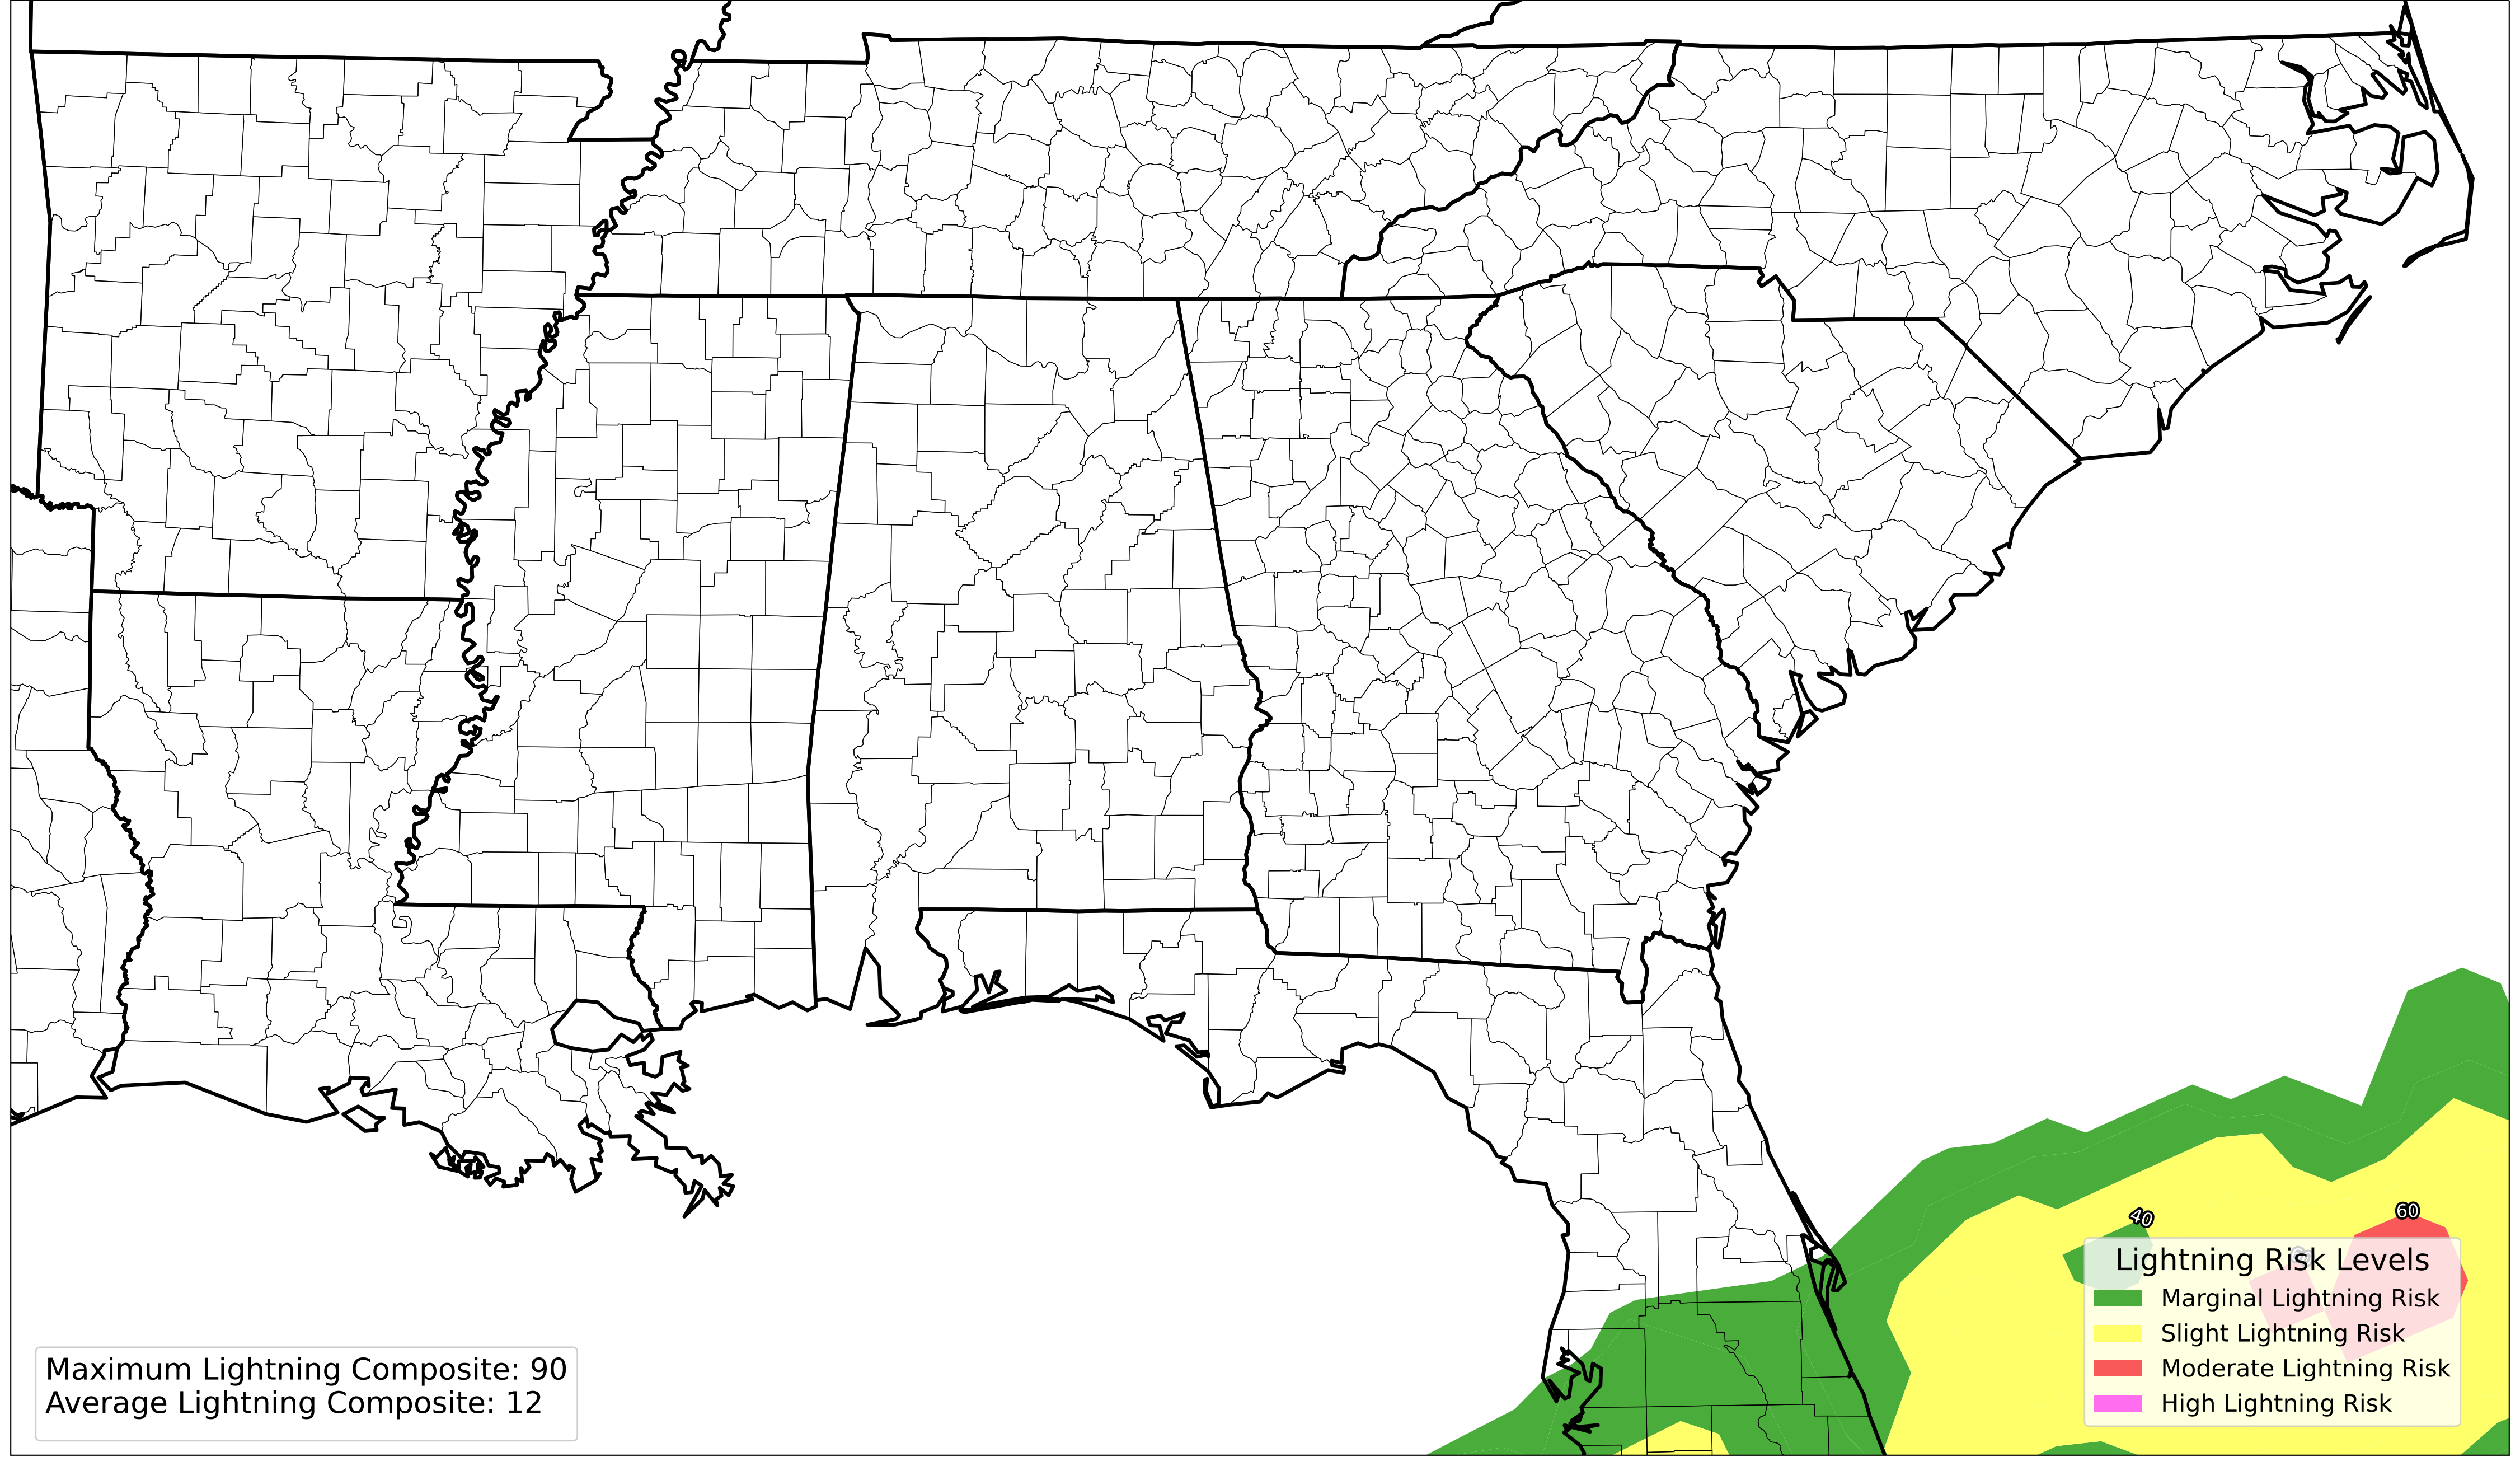 40
60
Lightning Risk Levels
Marginal Lightning Risk
Slight Lightning Risk
Moderate Lightning Risk
High Lightning Risk
Maximum Lightning Composite: 90
Average Lightning Composite: 12